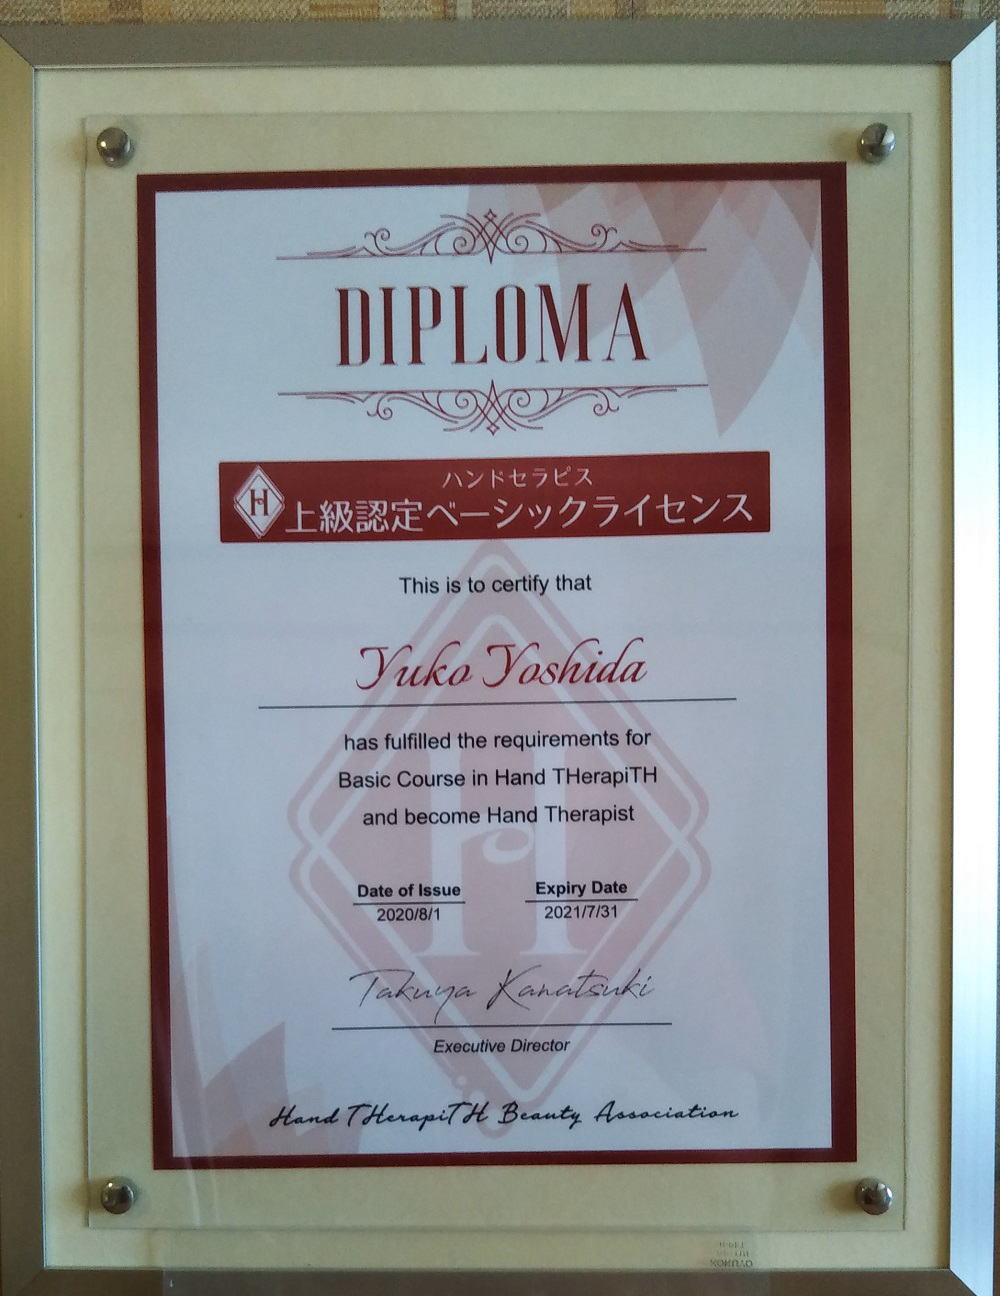 DIPLOMA
ハンドセラピス
H
上級認定ベーシックライセンス
This is to certify that
Yuko Yoshida
has fulfilled the requirements for
Basic Course in Hand THerapiTH
and become Hand Therapist
Date of Issue Expiry Date
2020/8/1 2021/7/31
Takuya Kanatsuki
Executive Director
Hand THerapiTH Beauty Association